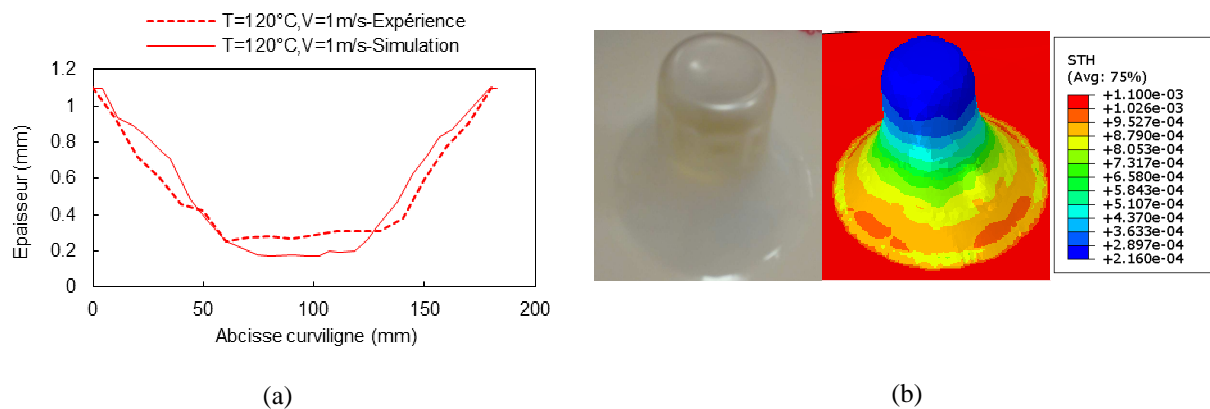 T=120°C,V=1m/s-Expérience
T=120°C,V=1m/s-Simulation
1.2
1
0.8
0.6
0.4
0.2
0
Epaisseur (mm)
0 50 100 150 200
Abcisse curviligne (mm)
(a)
STH
(Avg: 75%)
+1.100e-03
+1.026e-03
+9.527e-04
+8.790e-04
+8.053e-04
+7.317e-04
+6.580e-04
+5.843e-04
+5.107e-04
+4.370e-04
+3.633e-04
+2.897e-04
+2.160e-04
(b)